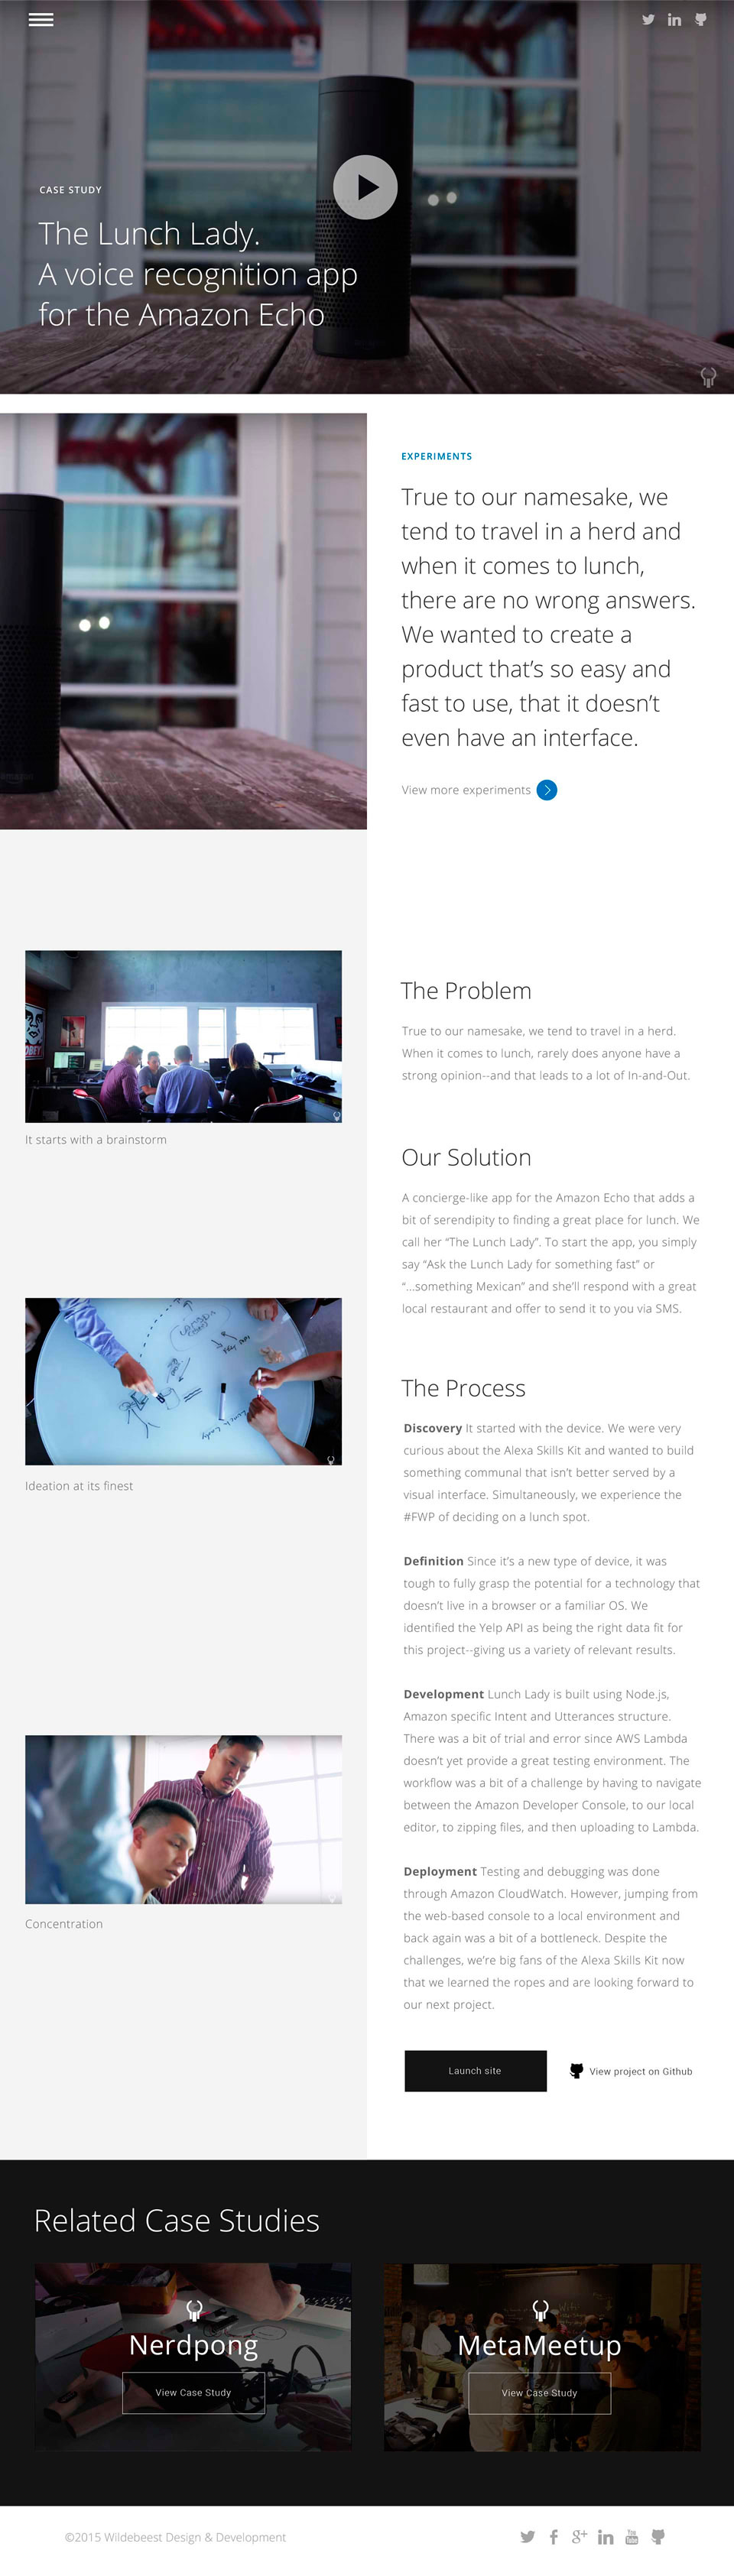 CASE STUDY
The Lunch Lady.
A voice recognition app
for the Amazon Echo
EXPERIMENTS
True to our namesake, we
tend to travel in a herd and
when it comes to lunch,
there are no wrong answers.
We wanted to create a
product that's so easy and
fast to use, that it doesn't
even have an interface.
View more experiments
OBEY
It starts with a brainstorm
The Problem
True to our namesake, we tend to travel in a herd.
When it comes to lunch, rarely does anyone have a
strong opinion--and that leads to a lot of In-and-Out.
Our Solution
A concierge-like app for the Amazon Echo that adds a
bit of serendipity to finding a great place for lunch. We
call her “The Lunch Lady”. To start the app, you simply
say “Ask the Lunch Lady for something fast” or
“...something Mexican” and she'll respond with a great
local restaurant and offer to send it to you via SMS.
Ideation at its finest
The Process
Discovery It started with the device. We were very
curious about the Alexa Skills Kit and wanted to build
something communal that isn't better served by a
visual interface. Simultaneously, we experience the
#FWP of deciding on a lunch spot.
Definition Since it's a new type of device, it was
tough to fully grasp the potential for a technology that
doesn't live in a browser or a familiar OS. We
identified the Yelp API as being the right data fit for
this project--giving us a variety of relevant results.
Development Lunch Lady is built using Node.js,
Amazon specific Intent and Utterances structure.
There was a bit of trial and error since AWS Lambda
doesn't yet provide a great testing environment. The
workflow was a bit of a challenge by having to navigate
between the Amazon Developer Console, to our local
editor, to zipping files, and then uploading to Lambda.
Concentration
Deployment Testing and debugging was done
through Amazon CloudWatch. However, jumping from
the web-based console to a local environment and
back again was a bit of a bottleneck. Despite the
challenges, we're big fans of the Alexa Skills Kit now
that we learned the ropes and are looking forward to
our next project.
Launch site
View project on Github
Related Case Studies
Nerdpong
View Case Study
MetaMeetup
View Case Study
©2015 Wildebeest Design & Development